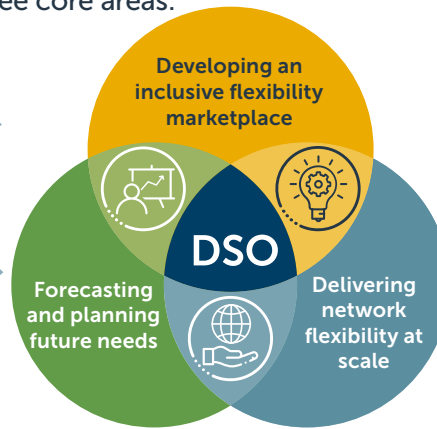 ee core areas.
Developing an
inclusive flexibility
marketplace
DSO
Forecasting
and planning
future needs
Delivering
network
flexibility at
scale